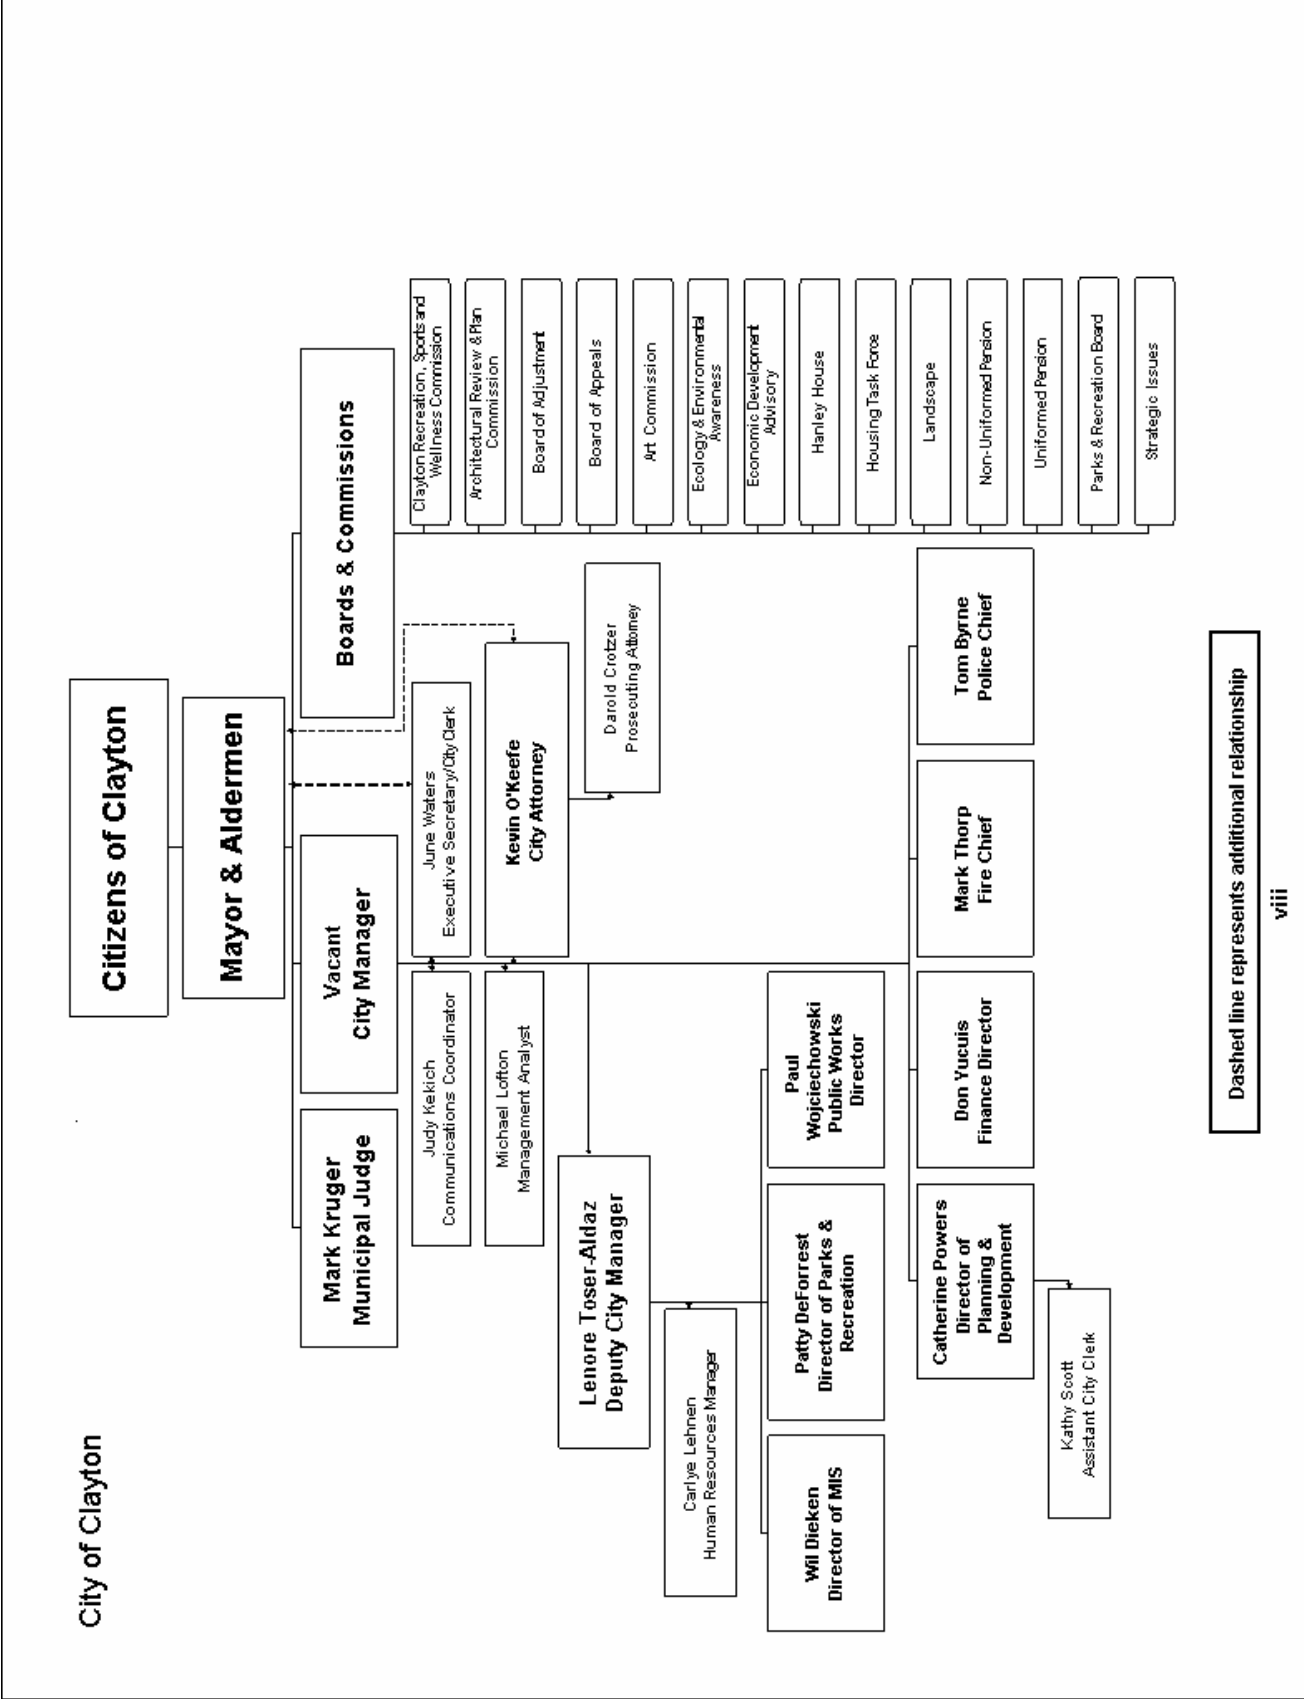 City of Clayton
Citizens of Clayton
Mayor & Aldermen
Mark Kruger
Municipal Judge
Vacant
City Manager
Boards & Commissions
Judy Kekich
Communications Coordinator
June Waters
Executive Secretary/City Clerk
Michael Lofton
Management Analyst
Kevin O'Keefe
City Attorney
Darold Crotzer
Prosecuting Attorney
Lenore Toser-Aldaz
Deputy City Manager
Carlye Lehnen
Human Resources Manager
Wil Dieken
Director of MIS
Patty DeForrest
Director of Parks &
Recreation
Paul
Wojciechowski
Public Works
Director
Catherine Powers
Director of
Planning &
Development
Don Yucuis
Finance Director
Mark Thorp
Fire Chief
Tom Byrne
Police Chief
Kathy Scott
Assistant City Clerk
Clayton Recreation, Sports and
Wellness Commission
Architectural Review & Plan
Commission
Board of Adjustment
Board of Appeals
Art Commission
Ecology & Environmental
Awareness
Economic Development
Advisory
Hanley House
Housing Task Force
Landscape
Non-Uniformed Pension
Uniformed Pension
Parks & Recreation Board
Strategic Issues
Dashed line represents additional relationship
viii